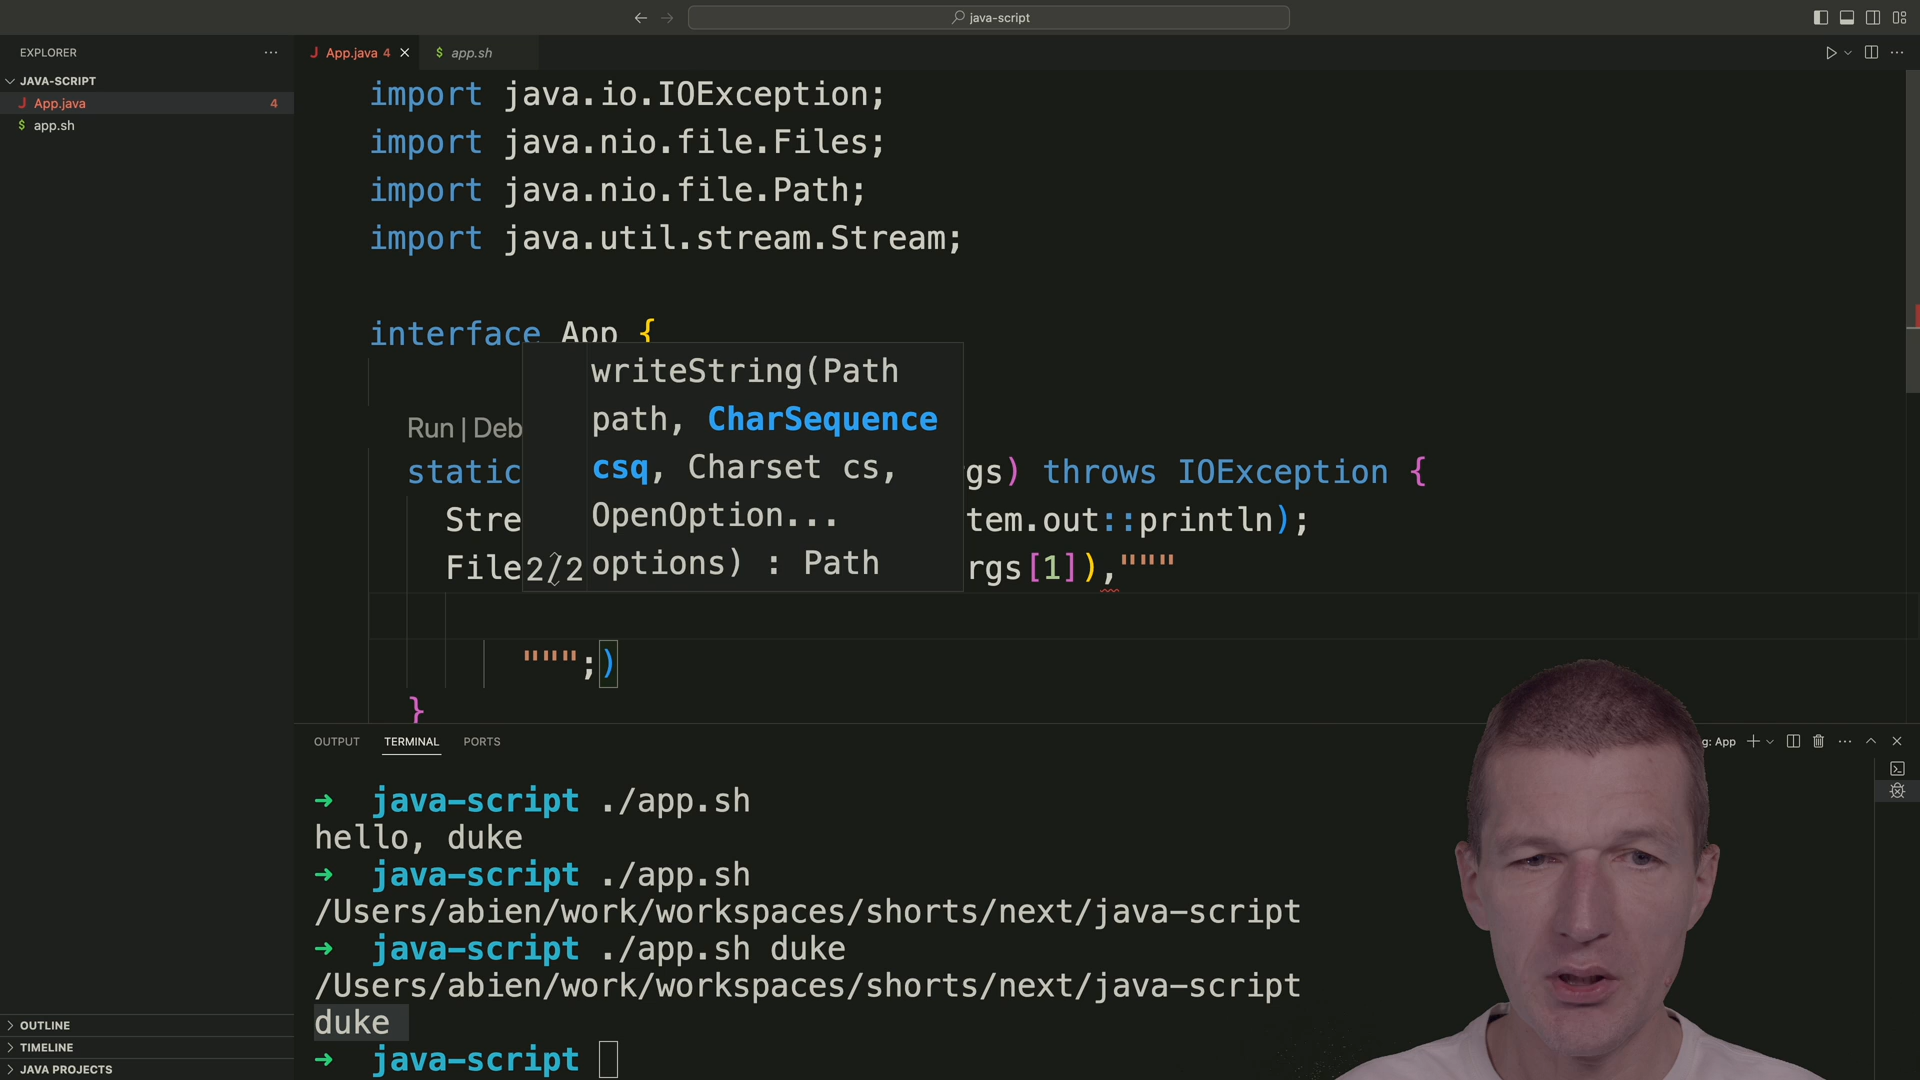 java-script
EXPLORER
App.java 4
$ app.sh
JAVA-SCRIPT
J App.java 4
$ app.sh
import java.io.IOException;
import java.nio.file.Files;
import java.nio.file.Path;
import java.util.stream.Stream;
interface App {
Run | Deb
static
gs) throws IOException {
Stre
tem.out::println);
File
rgs[1]),"""
writeString(Path
path, CharSequence
csq, Charset cs,
OpenOption...
2/2 options) : Path
""";)
}
OUTPUT TERMINAL PORTS
g: App
➜ java-script ./app.sh
hello, duke
➜ java-script ./app.sh
/Users/abien/work/workspaces/shorts/next/java-script
➜ java-script ./app.sh duke
/Users/abien/work/workspaces/shorts/next/java-script
duke
➜ java-script
OUTLINE
TIMELINE
JAVA PROJECTS